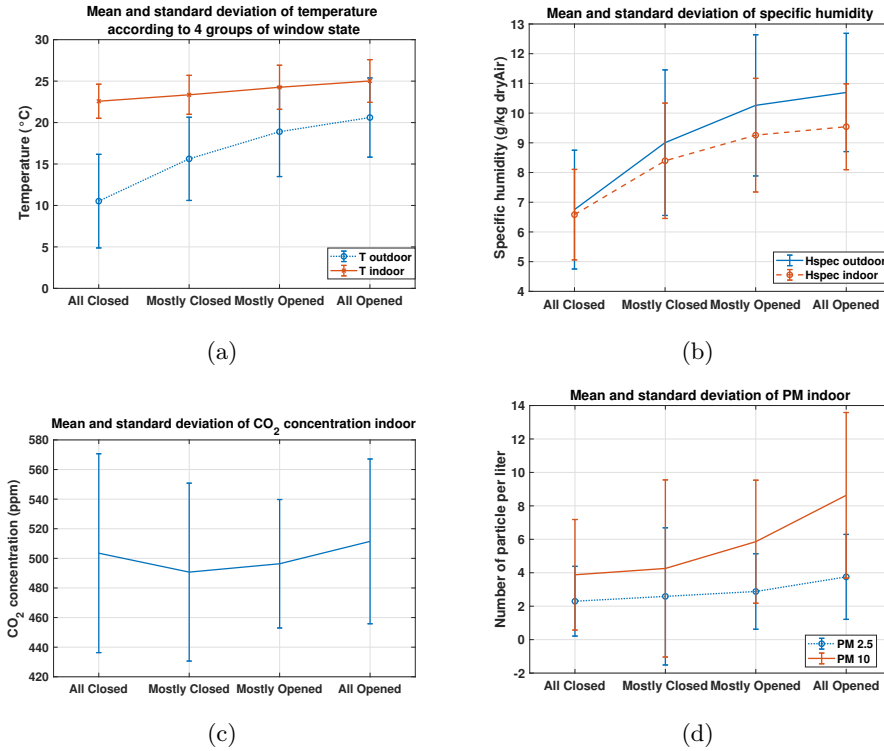 Mean and standard deviation of temperature
according to 4 groups of window state
30
25
20
15
10
5
0
Temperature (°C)
T outdoor
T indoor
All Closed Mostly Closed Mostly Opened All Opened
(a)
Mean and standard deviation of specific humidity
13
12
11
10
9
8
7
6
5
4
Specific humidity (g/kg dryAir)
Hspec outdoor
Hspec indoor
All Closed Mostly Closed Mostly Opened All Opened
(b)
Mean and standard deviation of CO2 concentration indoor
580
560
540
520
500
480
460
440
420
CO2 concentration (ppm)
All Closed Mostly Closed Mostly Opened All Opened
(c)
Mean and standard deviation of PM indoor
14
12
10
8
6
4
2
0
-2
Number of particle per liter
PM 2.5
PM 10
All Closed Mostly Closed Mostly Opened All Opened
(d)